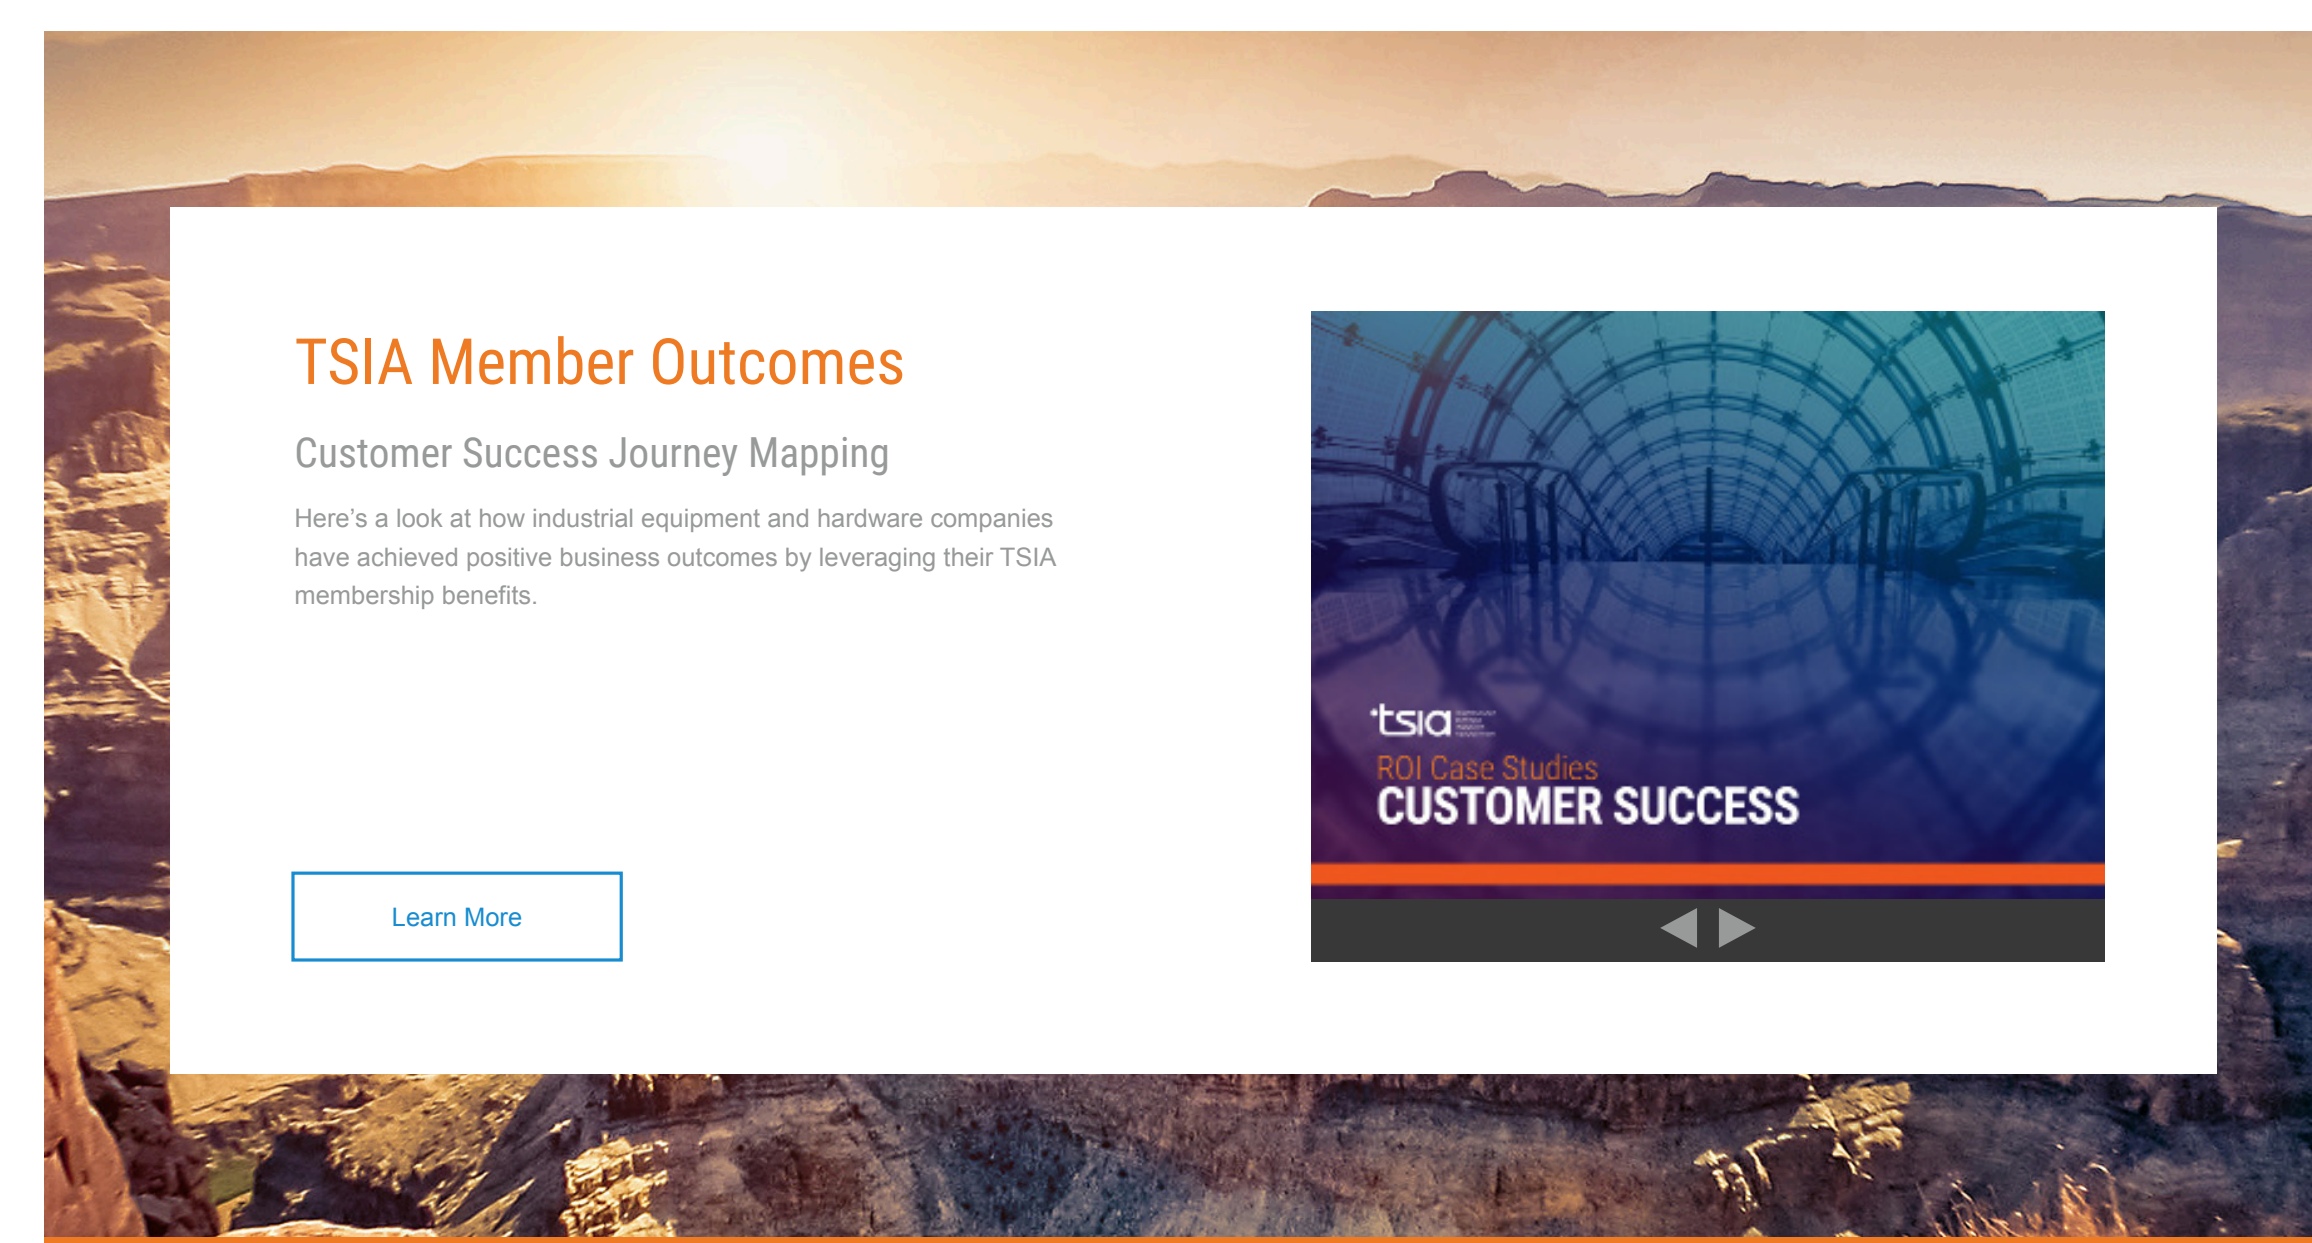 TSIA Member Outcomes
Customer Success Journey Mapping
Here’s a look at how industrial equipment and hardware companies
have achieved positive business outcomes by leveraging their TSIA
membership benefits.
Learn More
tsia
ROI Case Studies
CUSTOMER SUCCESS